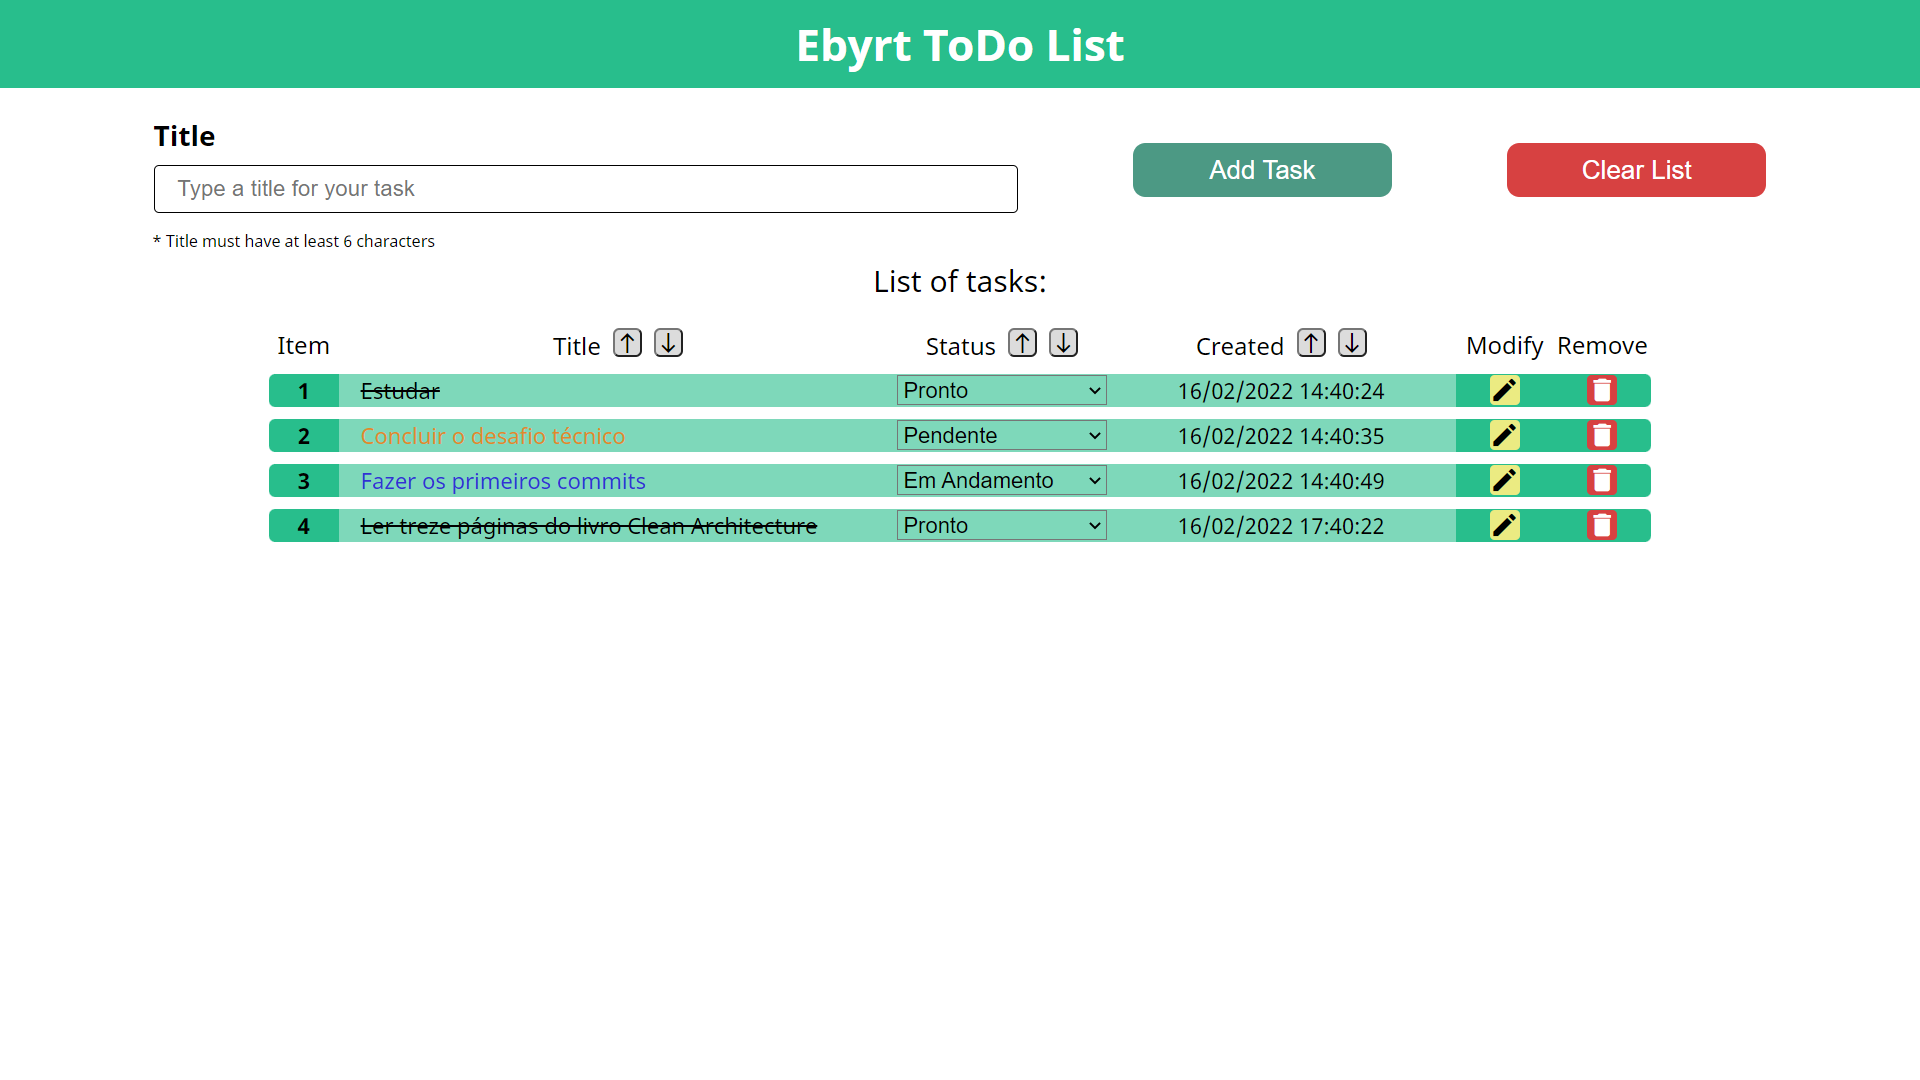 Ebyrt ToDo List
Title
Type a title for your task
Add Task
Clear List
* Title must have at least 6 characters
List of tasks:
Item Title ↑ ↓ Status ↑ ↓ Created ↑ ↓ Modify Remove
1 Estudar Pronto 16/02/2022 14:40:24
2 Concluir o desafio técnico Pendente 16/02/2022 14:40:35
3 Fazer os primeiros commits Em Andamento 16/02/2022 14:40:49
4 Ler treze páginas do livro Clean Architecture Pronto 16/02/2022 17:40:22